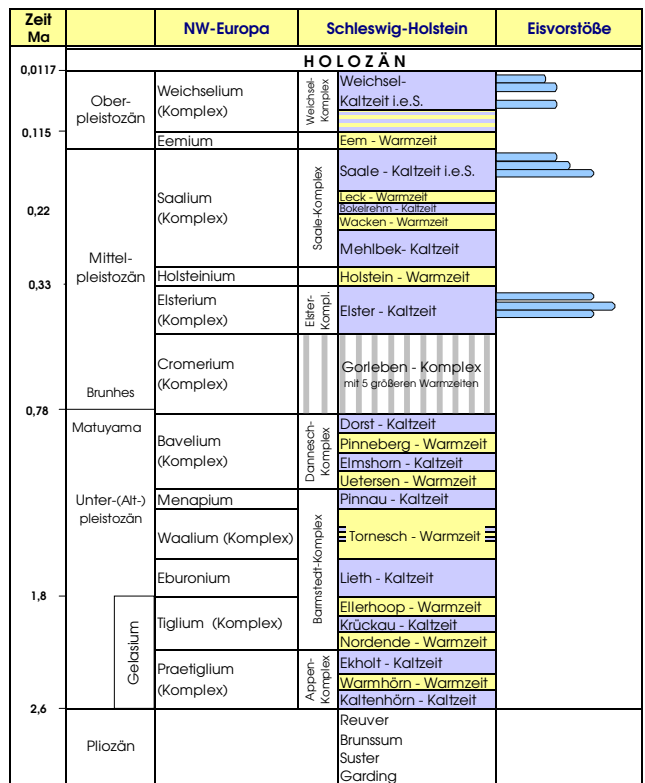 Zeit
Ma
NW-Europa
Schleswig-Holstein
Eisvorstöße
HOLOZÄN
0,0117
Ober-
pleistozän
Weichselium
(Komplex)
Weichsel-
Komplex
Weichsel-
Kaltzeit i.e.S.
0,115
Eemium
Eem - Warmzeit
Mittel-
pleistozän
Saalium
(Komplex)
Saale-Komplex
Saale - Kaltzeit i.e.S.
Leck - Warmzeit
0,22
Bokelrehm - Kaltzeit
Wacken - Warmzeit
Mehlbek- Kaltzeit
Holsteinium
Holstein - Warmzeit
0,33
Elsterium
(Komplex)
Elster-
Kompl.
Elster - Kaltzeit
Cromerium
(Komplex)
Gorleben - Komplex
mit 5 größeren Warmzeiten
Brunhes
0,78
Matuyama
Bavelium
(Komplex)
Dannesch-
Komplex
Dorst - Kaltzeit
Pinneberg - Warmzeit
Elmshorn - Kaltzeit
Uetersen - Warmzeit
Unter-(Alt-)
pleistozän
Menapium
Barmstedt-Komplex
Pinnau - Kaltzeit
Waalium (Komplex)
Tornesch - Warmzeit
Eburonium
Lieth - Kaltzeit
1,8
Gelasium
Tiglium (Komplex)
Ellerhoop - Warmzeit
Krückau - Kaltzeit
Nordende - Warmzeit
Praetiglium
(Komplex)
Appen-
Komplex
Ekholt - Kaltzeit
Warmhörn - Warmzeit
Kaltenhörn - Kaltzeit
2,6
Pliozän
Reuver
Brunssum
Suster
Garding